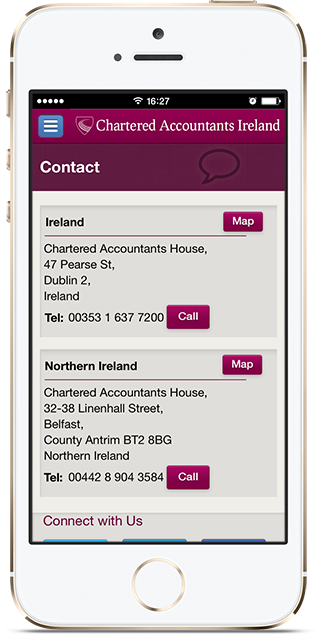 16:27
Chartered Accountants Ireland
Contact
Ireland
Map
Chartered Accountants House,
47 Pearse St,
Dublin 2,
Ireland
Tel: 00353 1 637 7200 Call
Northern Ireland
Map
Chartered Accountants House,
32-38 Linenhall Street,
Belfast,
County Antrim BT2 8BG
Northern Ireland
Tel: 00442 8 904 3584 Call
Connect with Us